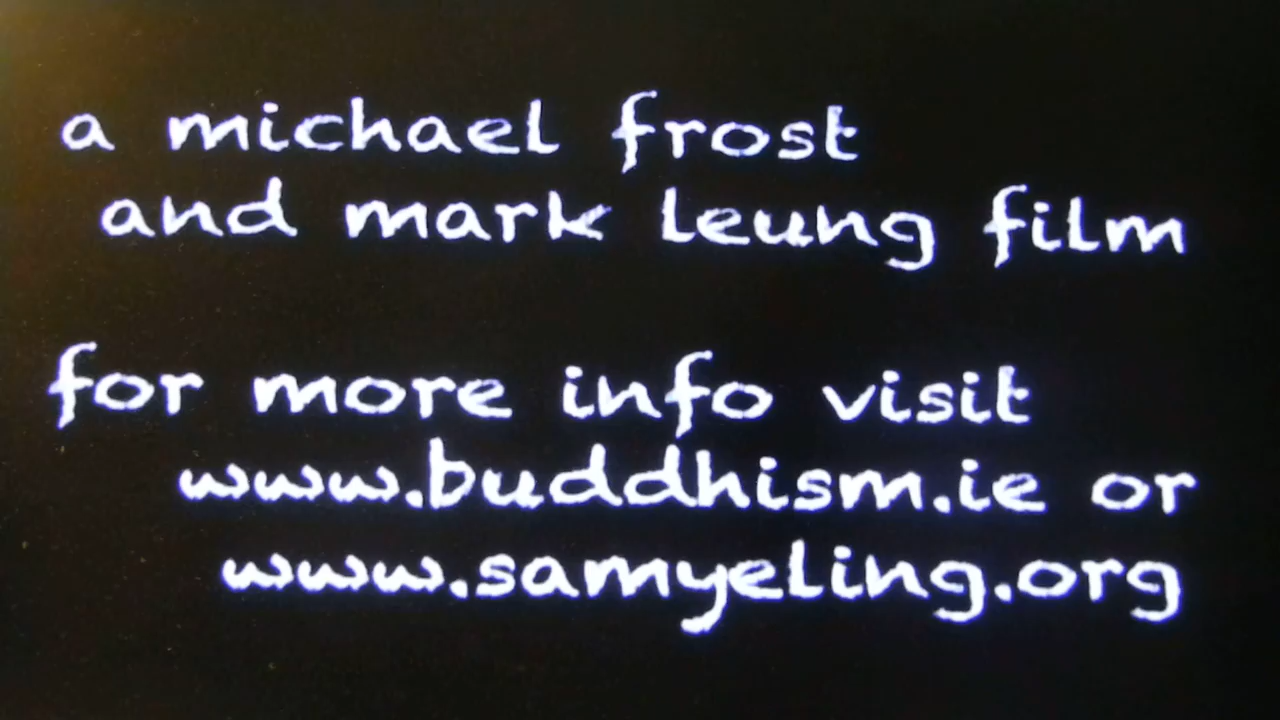 a michael frost
and mark leung film
for more info visit
www.buddhism.ie or
www.samyeling.org